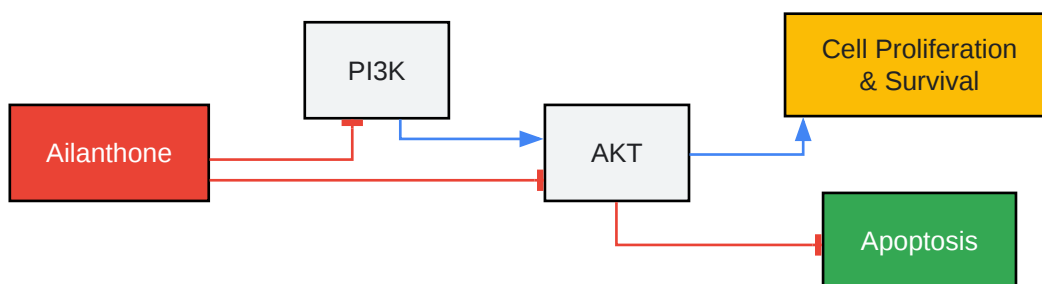 PI3K
Cell Proliferation
& Survival
Ailanthone
AKT
Apoptosis